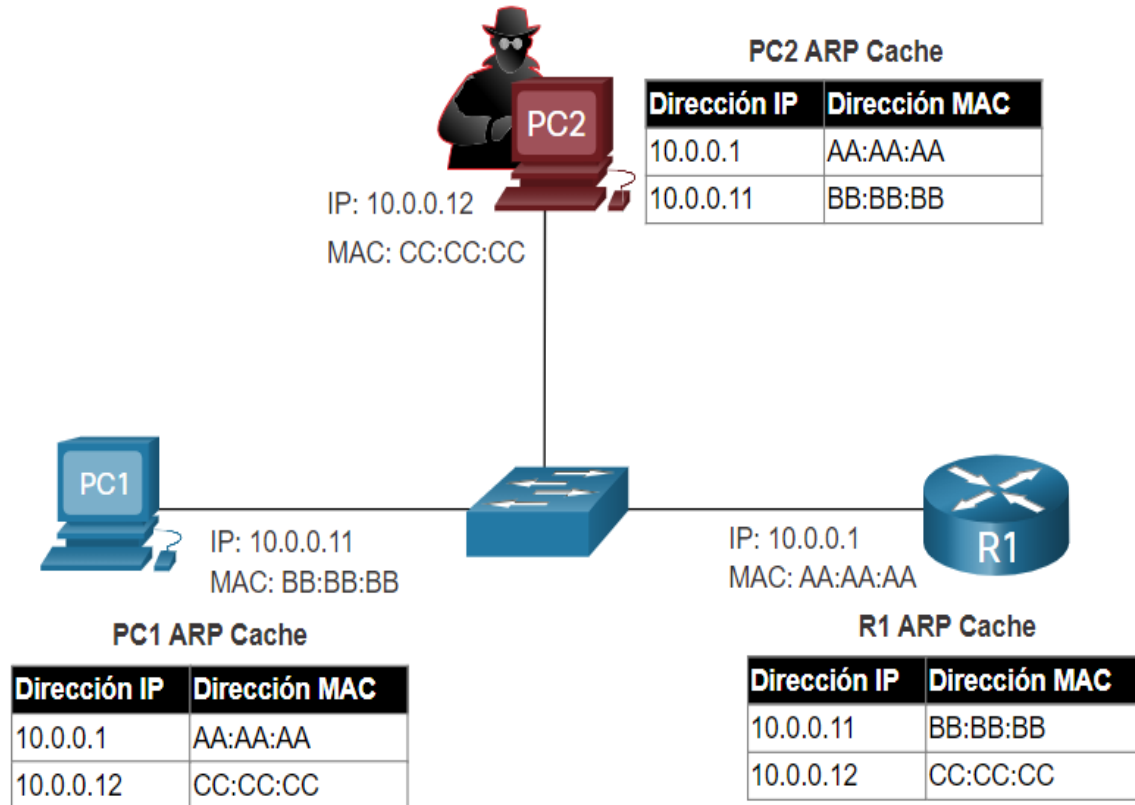 PC2 ARP Cache
Dirección IP Dirección MAC
10.0.0.1 AA:AA:AA
10.0.0.11 BB:BB:BB
PC2
IP: 10.0.0.12
MAC: CC:CC:CC
PC1
IP: 10.0.0.11
MAC: BB:BB:BB
IP: 10.0.0.1
MAC: AA:AA:AA
R1
PC1 ARP Cache
Dirección IP Dirección MAC
10.0.0.1 AA:AA:AA
10.0.0.12 CC:CC:CC
R1 ARP Cache
Dirección IP Dirección MAC
10.0.0.11 BB:BB:BB
10.0.0.12 CC:CC:CC